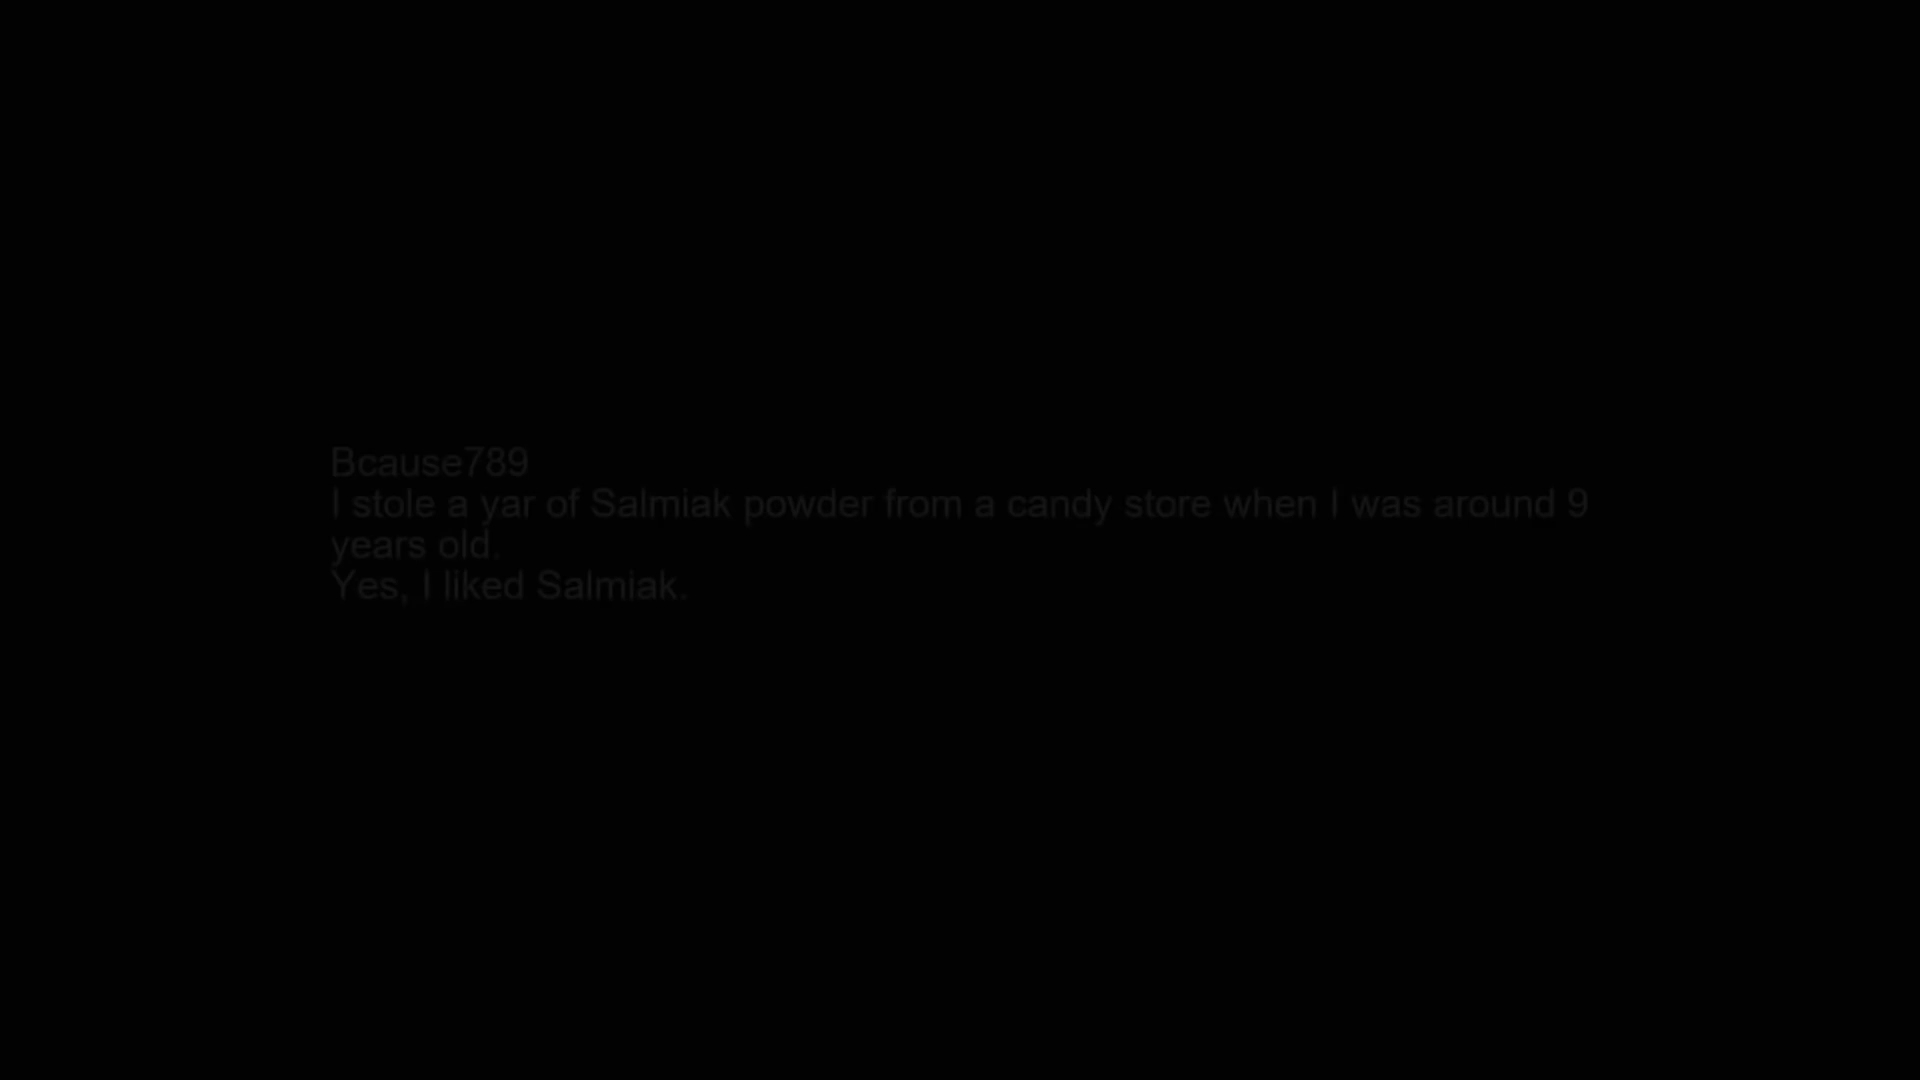 Bcause789
I stole a yar of Salmiak powder from a candy store when I was around 9
years old.
Yes, I liked Salmiak.